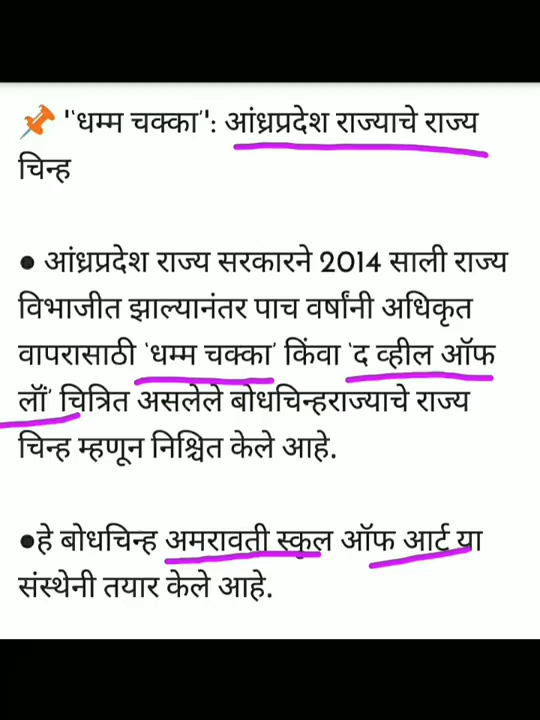 "धम्म चक्का": आंध्रप्रदेश राज्याचे राज्य
चिन्ह
● आंध्रप्रदेश राज्य सरकारने 2014 साली राज्य
विभाजीत झाल्यानंतर पाच वर्षांनी अधिकृत
वापरासाठी 'धम्म चक्का' किंवा 'द व्हील ऑफ
लॉ' चित्रित असलेले बोधचिन्हराज्याचे राज्य
चिन्ह म्हणून निश्चित केले आहे.
●हे बोधचिन्ह अमरावती स्कुल ऑफ आर्ट या
संस्थेनी तयार केले आहे.